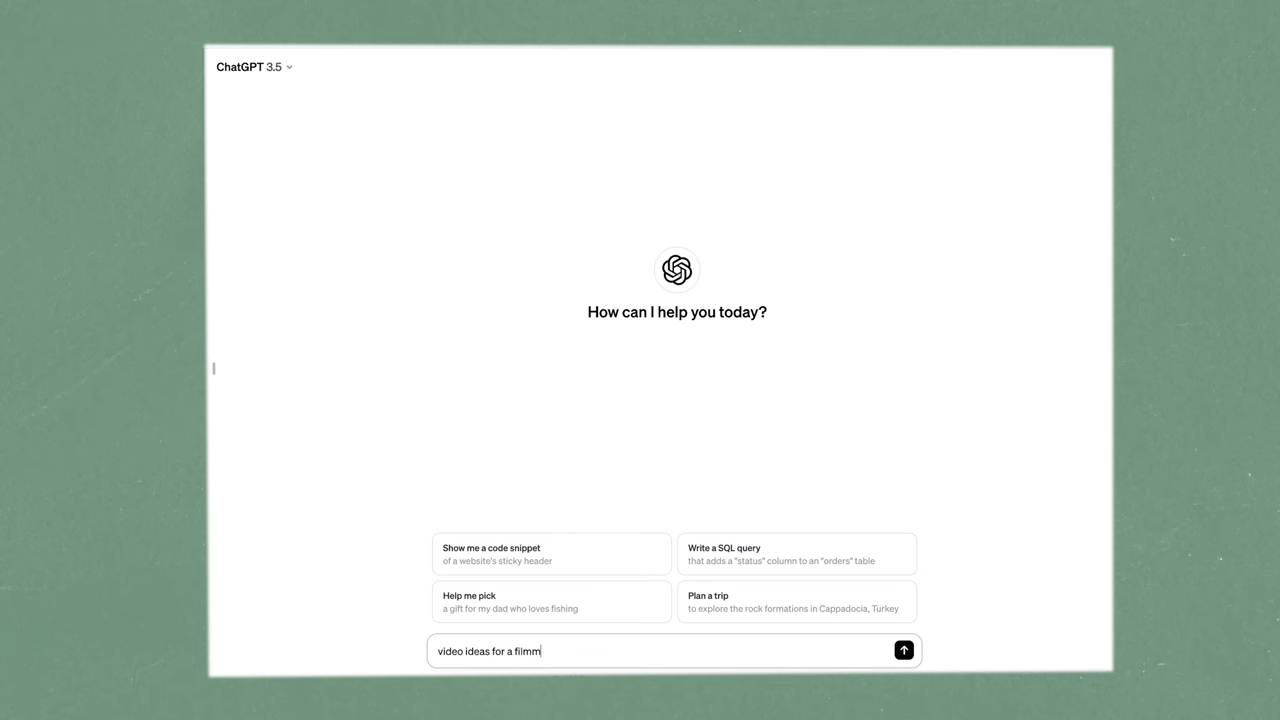 ChatGPT 3.5
How can I help you today?
Show me a code snippet
of a website's sticky header
Write a SQL query
that adds a "status" column to an "orders" table
Help me pick
a gift for my dad who loves fishing
Plan a trip
to explore the rock formations in Cappadocia, Turkey
video ideas for a filmm